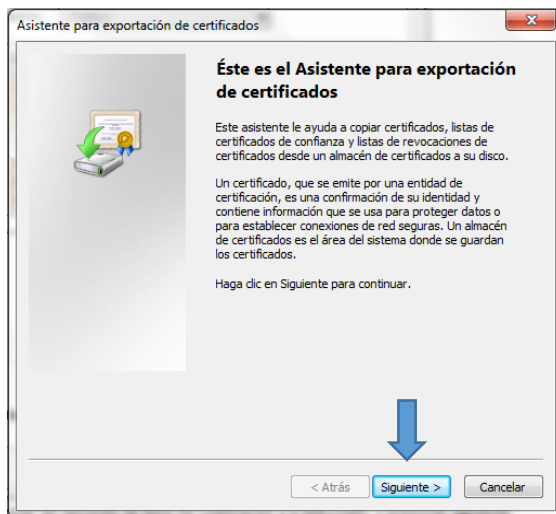 Asistente para exportación de certificados
Éste es el Asistente para exportación
de certificados
Este asistente le ayuda a copiar certificados, listas de
certificados de confianza y listas de revocaciones de
certificados desde un almacén de certificados a su disco.
Un certificado, que se emite por una entidad de
certificación, es una confirmación de su identidad y
contiene información que se usa para proteger datos o
para establecer conexiones de red seguras. Un almacén
de certificados es el área del sistema donde se guardan
los certificados.
Haga clic en Siguiente para continuar.
< Atrás Siguiente > Cancelar